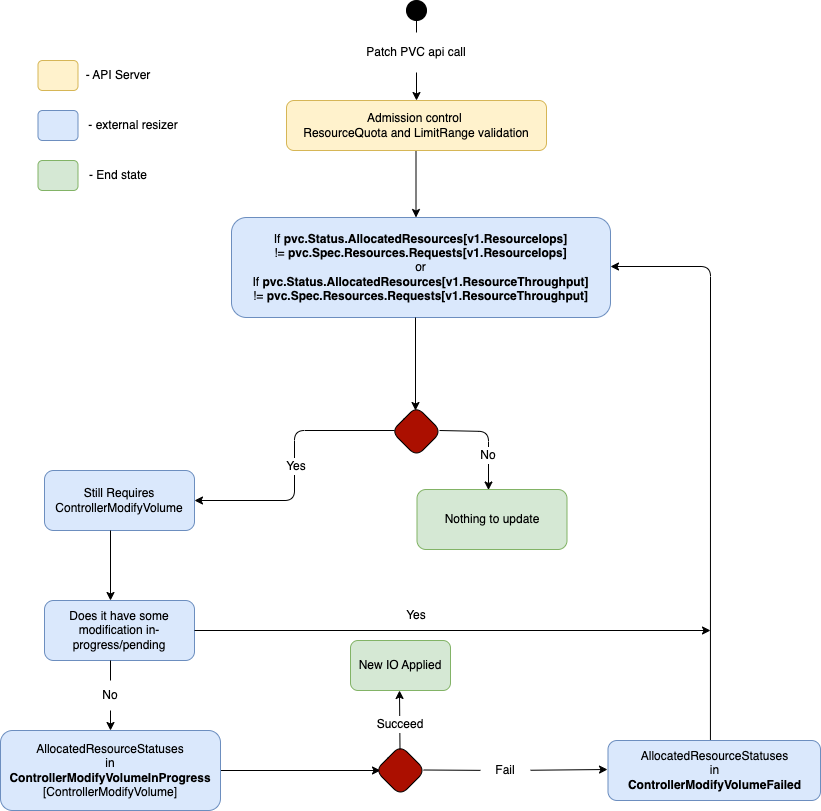 Patch PVC api call
- API Server
- external resizer
- End state
Admission control
ResourceQuota and LimitRange validation
If pvc.Status.AllocatedResources[v1.ResourceIops]
!= pvc.Spec.Resources.Requests[v1.ResourceIops]
or
If pvc.Status.AllocatedResources[v1.ResourceThroughput]
!= pvc.Spec.Resources.Requests[v1.ResourceThroughput]
Yes
No
Still Requires
ControllerModifyVolume
Nothing to update
Does it have some
modification in-
progress/pending
Yes
No
New IO Applied
Succeed
AllocatedResourceStatuses
in
ControllerModifyVolumeInProgress
[ControllerModifyVolume]
Fail
AllocatedResourceStatuses
in
ControllerModifyVolumeFailed